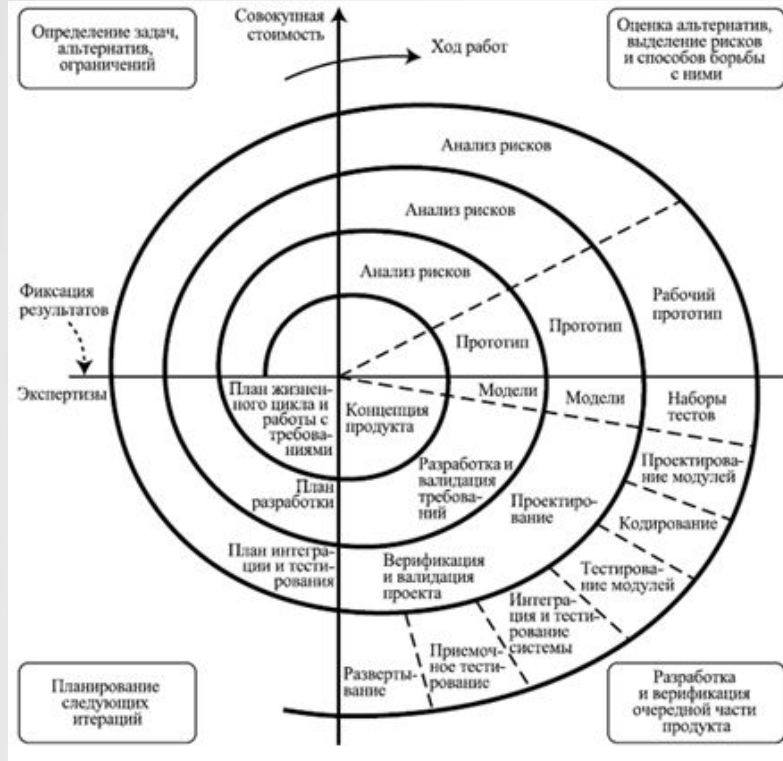 Определение задач,
альтернатив,
ограничений
Совокупная
стоимость
Ход работ
Оценка альтернатив,
выделение рисков
и способов борьбы
с ними
Анализ рисков
Анализ рисков
Анализ рисков
Фиксация
результатов
Экспертизы
Прототип
Прототип
Рабочий
прототип
План жизнен-
ного цикла и
работы с
требова-
ниями
Концепция
продукта
Модели
Модели
Наборы
тестов
План
разработки
Разработка и
валидация
требова-
ний
Проектиро-
вание
Проектирова-
ние модулей
Кодирование
План интегра-
ции и тести-
рования
Верификация
и валидация
проекта
Тестирова-
ние модулей
Интегра-
ция и тести-
рование
системы
Приемоч-
ное тести-
рование
Разверты-
вание
Планирование
следующих
итераций
Разработка
и верификация
очередной части
продукта